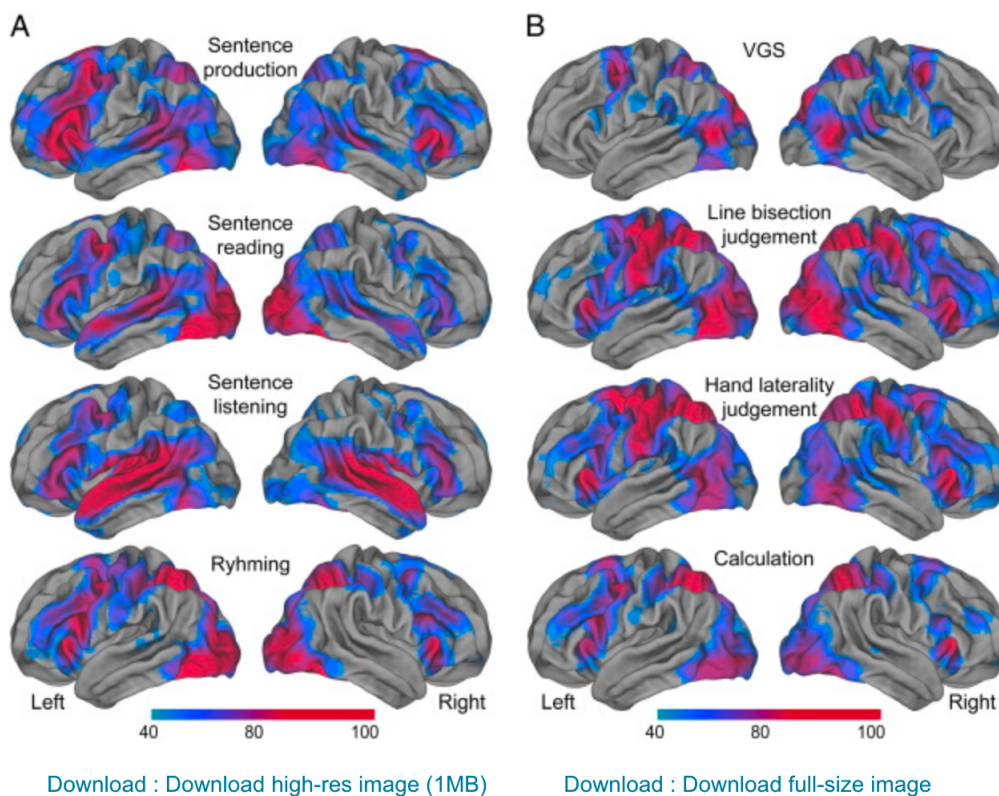 A
Sentence
production
Sentence
reading
Sentence
listening
Ryhming
Left
Right
40
80
100
B
VGS
Line bisection
judgement
Hand laterality
judgement
Calculation
Left
Right
40
80
100
Download : Download high-res image (1MB)
Download : Download full-size image